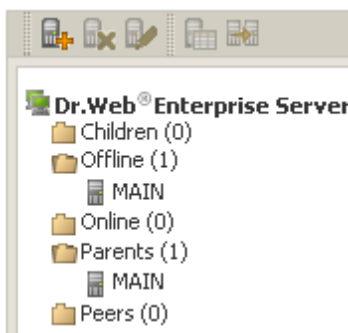 Dr.Web® Enterprise Server
Children (0)
Offline (1)
MAIN
Online (0)
Parents (1)
MAIN
Peers (0)